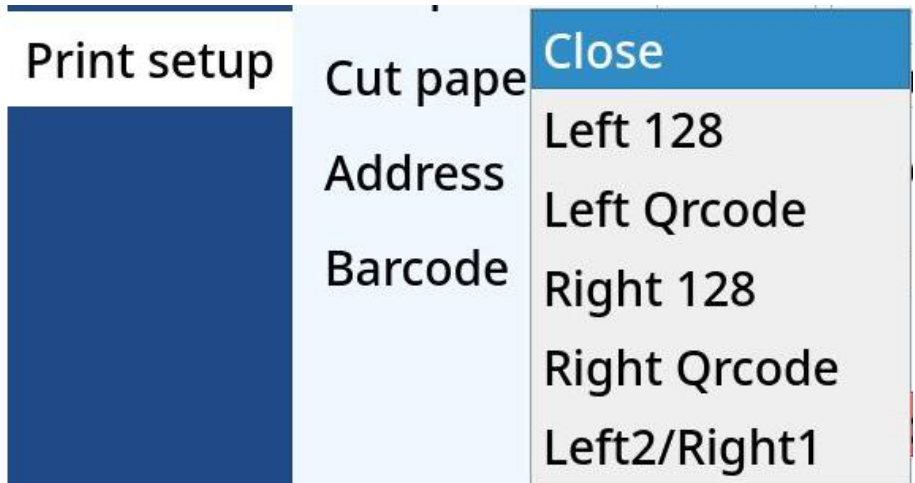 Print setup
Cut pape
Address
Barcode
Close
Left 128
Left Qrcode
Right 128
Right Qrcode
Left2/Right1